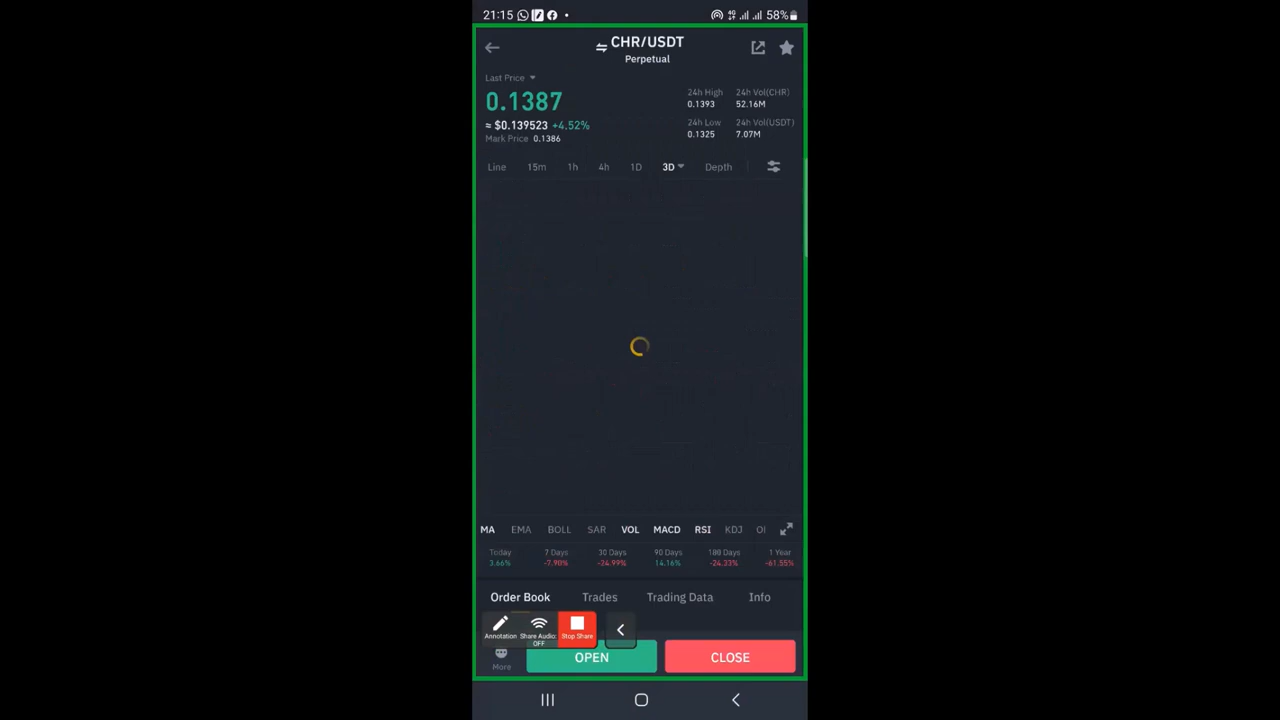 21:15 58%
CHR/USDT
Perpetual
Last Price
0.1387
≈ $0.139523 +4.52%
Mark Price 0.1386
24h High 24h Vol(CHR)
0.1393 52.16M
24h Low 24h Vol(USDT)
0.1325 7.07M
Line 15m 1h 4h 1D 3D Depth
MA EMA BOLL SAR VOL MACD RSI KDJ OI
Today 7 Days 30 Days 90 Days 180 Days 1 Year
3.66% -7.90% -24.99% 14.16% -24.33% -61.55%
Order Book Trades Trading Data Info
Annotation Share Audio: OFF Stop Share
More OPEN CLOSE